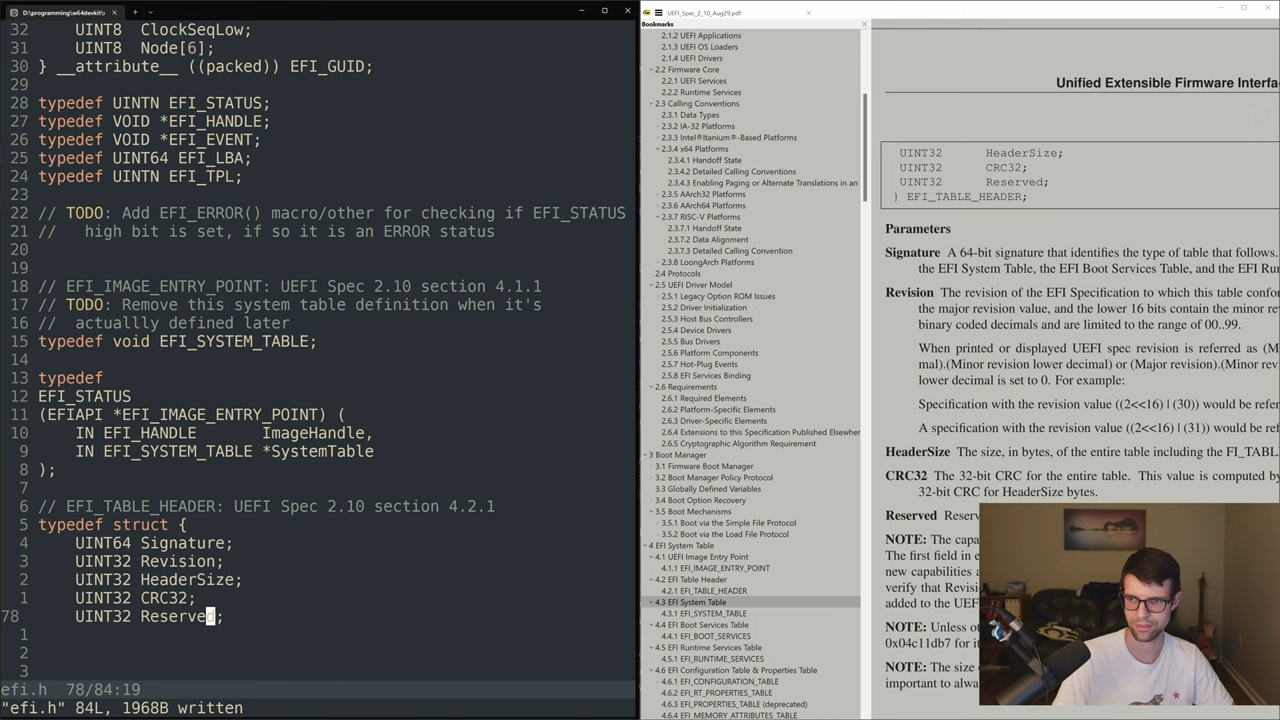 D:\programming\w64devkit\
32 UINT8 ClockSeqLow;
31 UINT8 Node[6];
30 } __attribute__ ((packed)) EFI_GUID;
29
28 typedef UINTN EFI_STATUS;
27 typedef VOID *EFI_HANDLE;
26 typedef VOID *EFI_EVENT;
25 typedef UINT64 EFI_LBA;
24 typedef UINTN EFI_TPL;
23
22 // TODO: Add EFI_ERROR() macro/other for checking if EFI_STATUS
21 // high bit is set, if so it is an ERROR status
20
19
18 // EFI_IMAGE_ENTRY_POINT: UEFI Spec 2.10 section 4.1.1
17 // TODO: Remove this system table definition when it's
16 // actuallly defined later
15 typedef void EFI_SYSTEM_TABLE;
14
13 typedef
12 EFI_STATUS
11 (EFIAPI *EFI_IMAGE_ENTRY_POINT) (
10 IN EFI_HANDLE ImageHandle,
9 IN EFI_SYSTEM_TABLE *SystemTable
8 );
7
6 // EFI_TABLE_HEADER: UEFI Spec 2.10 section 4.2.1
5 typedef struct {
4 UINT64 Signature;
3 UINT32 Revision;
2 UINT32 HeaderSize;
1 UINT32 CRC32;
78 UINT32 Reserved;
1
2
3
efi.h 78/84:19
"efi.h" 84L, 1968B written
UEFI_Spec_2_10_Aug29.pdf
Bookmarks
2.1.2 UEFI Applications
2.1.3 UEFI OS Loaders
2.1.4 UEFI Drivers
2.2 Firmware Core
2.2.1 UEFI Services
2.2.2 Runtime Services
2.3 Calling Conventions
2.3.1 Data Types
2.3.2 IA-32 Platforms
2.3.3 Intel®Itanium®-Based Platforms
2.3.4 x64 Platforms
2.3.4.1 Handoff State
2.3.4.2 Detailed Calling Conventions
2.3.4.3 Enabling Paging or Alternate Translations in an
2.3.5 AArch32 Platforms
2.3.6 AArch64 Platforms
2.3.7 RISC-V Platforms
2.3.7.1 Handoff State
2.3.7.2 Data Alignment
2.3.7.3 Detailed Calling Convention
2.3.8 LoongArch Platforms
2.4 Protocols
2.5 UEFI Driver Model
2.5.1 Legacy Option ROM Issues
2.5.2 Driver Initialization
2.5.3 Host Bus Controllers
2.5.4 Device Drivers
2.5.5 Bus Drivers
2.5.6 Platform Components
2.5.7 Hot-Plug Events
2.5.8 EFI Services Binding
2.6 Requirements
2.6.1 Required Elements
2.6.2 Platform-Specific Elements
2.6.3 Driver-Specific Elements
2.6.4 Extensions to this Specification Published Elsewher
2.6.5 Cryptographic Algorithm Requirement
3 Boot Manager
3.1 Firmware Boot Manager
3.2 Boot Manager Policy Protocol
3.3 Globally Defined Variables
3.4 Boot Option Recovery
3.5 Boot Mechanisms
3.5.1 Boot via the Simple File Protocol
3.5.2 Boot via the Load File Protocol
4 EFI System Table
4.1 UEFI Image Entry Point
4.1.1 EFI_IMAGE_ENTRY_POINT
4.2 EFI Table Header
4.2.1 EFI_TABLE_HEADER
4.3 EFI System Table
4.3.1 EFI_SYSTEM_TABLE
4.4 EFI Boot Services Table
4.4.1 EFI_BOOT_SERVICES
4.5 EFI Runtime Services Table
4.5.1 EFI_RUNTIME_SERVICES
4.6 EFI Configuration Table & Properties Table
4.6.1 EFI_CONFIGURATION_TABLE
4.6.2 EFI_RT_PROPERTIES_TABLE
4.6.3 EFI_PROPERTIES_TABLE (deprecated)
4.6.4 EFI_MEMORY_ATTRIBUTES_TABLE
Unified Extensible Firmware Interfa
UINT32 HeaderSize;
UINT32 CRC32;
UINT32 Reserved;
} EFI_TABLE_HEADER;
Parameters
Signature A 64-bit signature that identifies the type of table that follows.
the EFI System Table, the EFI Boot Services Table, and the EFI Run
Revision The revision of the EFI Specification to which this table confor
the major revision value, and the lower 16 bits contain the minor re
binary coded decimals and are limited to the range of 00..99.
When printed or displayed UEFI spec revision is referred as (M
mal).(Minor revision lower decimal) or (Major revision).(Minor rev
lower decimal is set to 0. For example:
Specification with the revision value ((2<<16) | (30)) would be refer
A specification with the revision value ((2<<16) | (31)) would be ref
HeaderSize The size, in bytes, of the entire table including the FI_TABL
CRC32 The 32-bit CRC for the entire table. This value is computed by
32-bit CRC for HeaderSize bytes.
Reserved Reserv
NOTE: The capa
The first field in e
new capabilities a
verify that Revisio
added to the UEF
NOTE: Unless ot
0x04c11db7 for it
NOTE: The size o
important to alwa